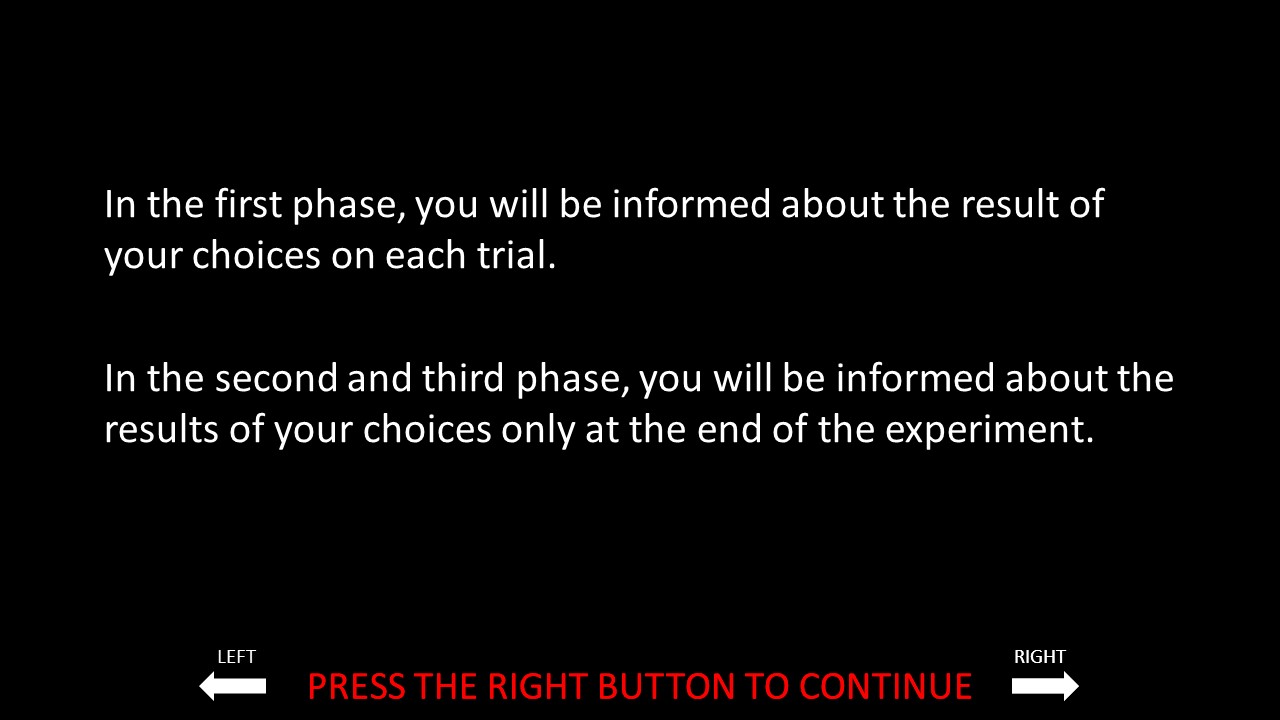 In the first phase, you will be informed about the result of
your choices on each trial.
In the second and third phase, you will be informed about the
results of your choices only at the end of the experiment.
LEFT
RIGHT
PRESS THE RIGHT BUTTON TO CONTINUE